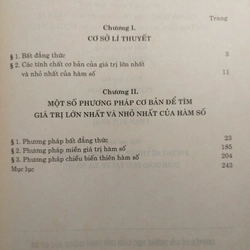 Trang
Chương I.
CƠ SỞ LÍ THUYẾT
§ 1. Bất đẳng thức 3
§ 2. Các tính chất cơ bản của giá trị lớn nhất
và nhỏ nhất của hàm số 11
Chương II.
MỘT SỐ PHƯƠNG PHÁP CƠ BẢN ĐỂ TÌM
GIÁ TRỊ LỚN NHẤT VÀ NHỎ NHẤT CỦA HÀM SỐ
§ 1. Phương pháp bất đẳng thức 23
§ 2. Phương pháp miền giá trị hàm số 185
§ 3. Phương pháp chiều biến thiên hàm số 204
Mục lục 243